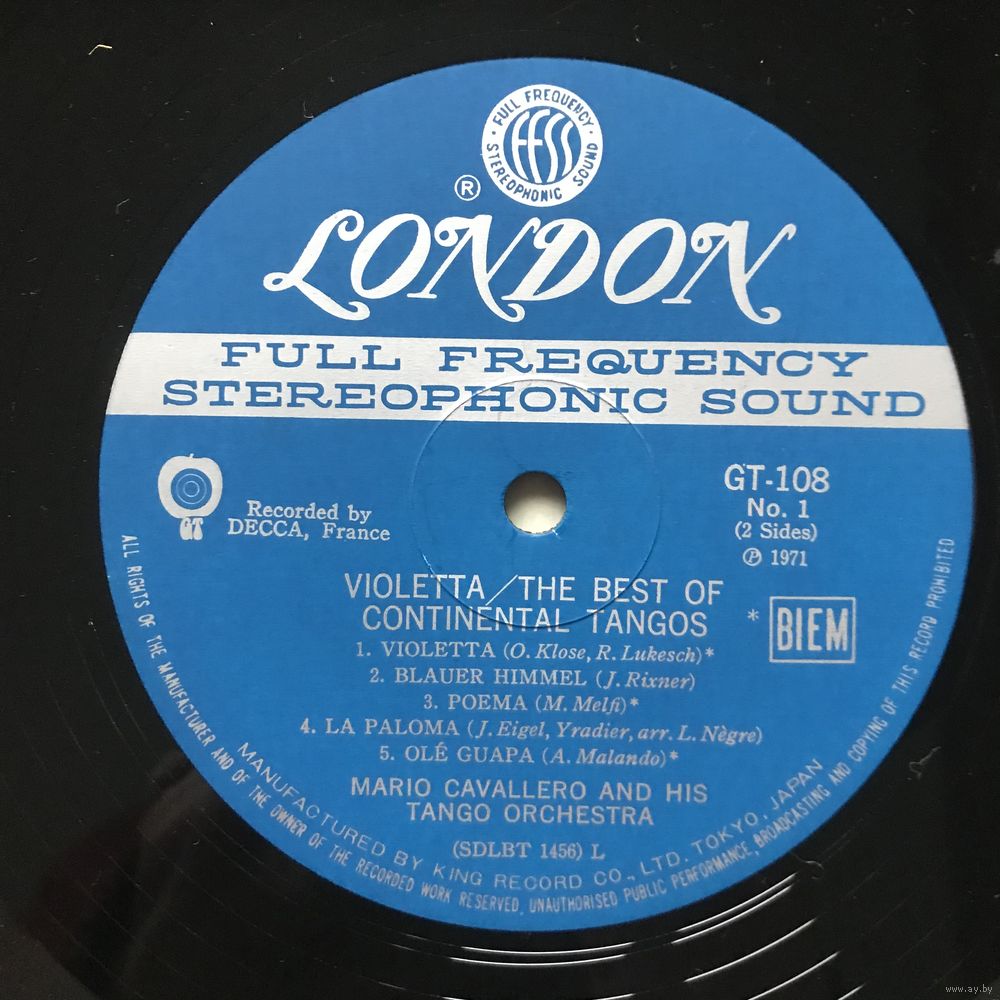 FULL FREQUENCY
ffss
STEREOPHONIC SOUND
®
LONDON
FULL FREQUENCY
STEREOPHONIC SOUND
GT
Recorded by
DECCA, France
GT-108
No. 1
(2 Sides)
℗ 1971
VIOLETTA/THE BEST OF
CONTINENTAL TANGOS
* BIEM
1. VIOLETTA (O. Klose, R. Lukesch)*
2. BLAUER HIMMEL (J. Rixner)
3. POEMA (M. Melfi)*
4. LA PALOMA (J. Eigel, Yradier, arr. L. Nègre)
5. OLÉ GUAPA (A. Malando)*
MARIO CAVALLERO AND HIS
TANGO ORCHESTRA
(SDLBT 1456) L
MANUFACTURED BY KING RECORD CO., LTD. TOKYO, JAPAN
ALL RIGHTS OF THE MANUFACTURER AND OF THE OWNER OF THE RECORDED WORK RESERVED. UNAUTHORISED PUBLIC PERFORMANCE, BROADCASTING AND COPYING OF THIS RECORD PROHIBITED
www.ay.by